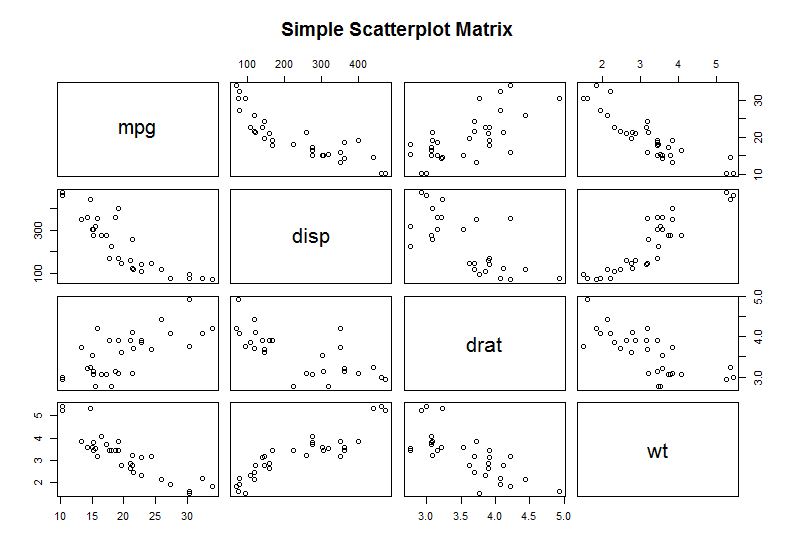 Simple Scatterplot Matrix
100 200 300 400
2 3 4 5
mpg
10 20 30
100 300
disp
drat
3.0 4.0 5.0
2 3 4 5
wt
10 15 20 25 30
3.0 3.5 4.0 4.5 5.0